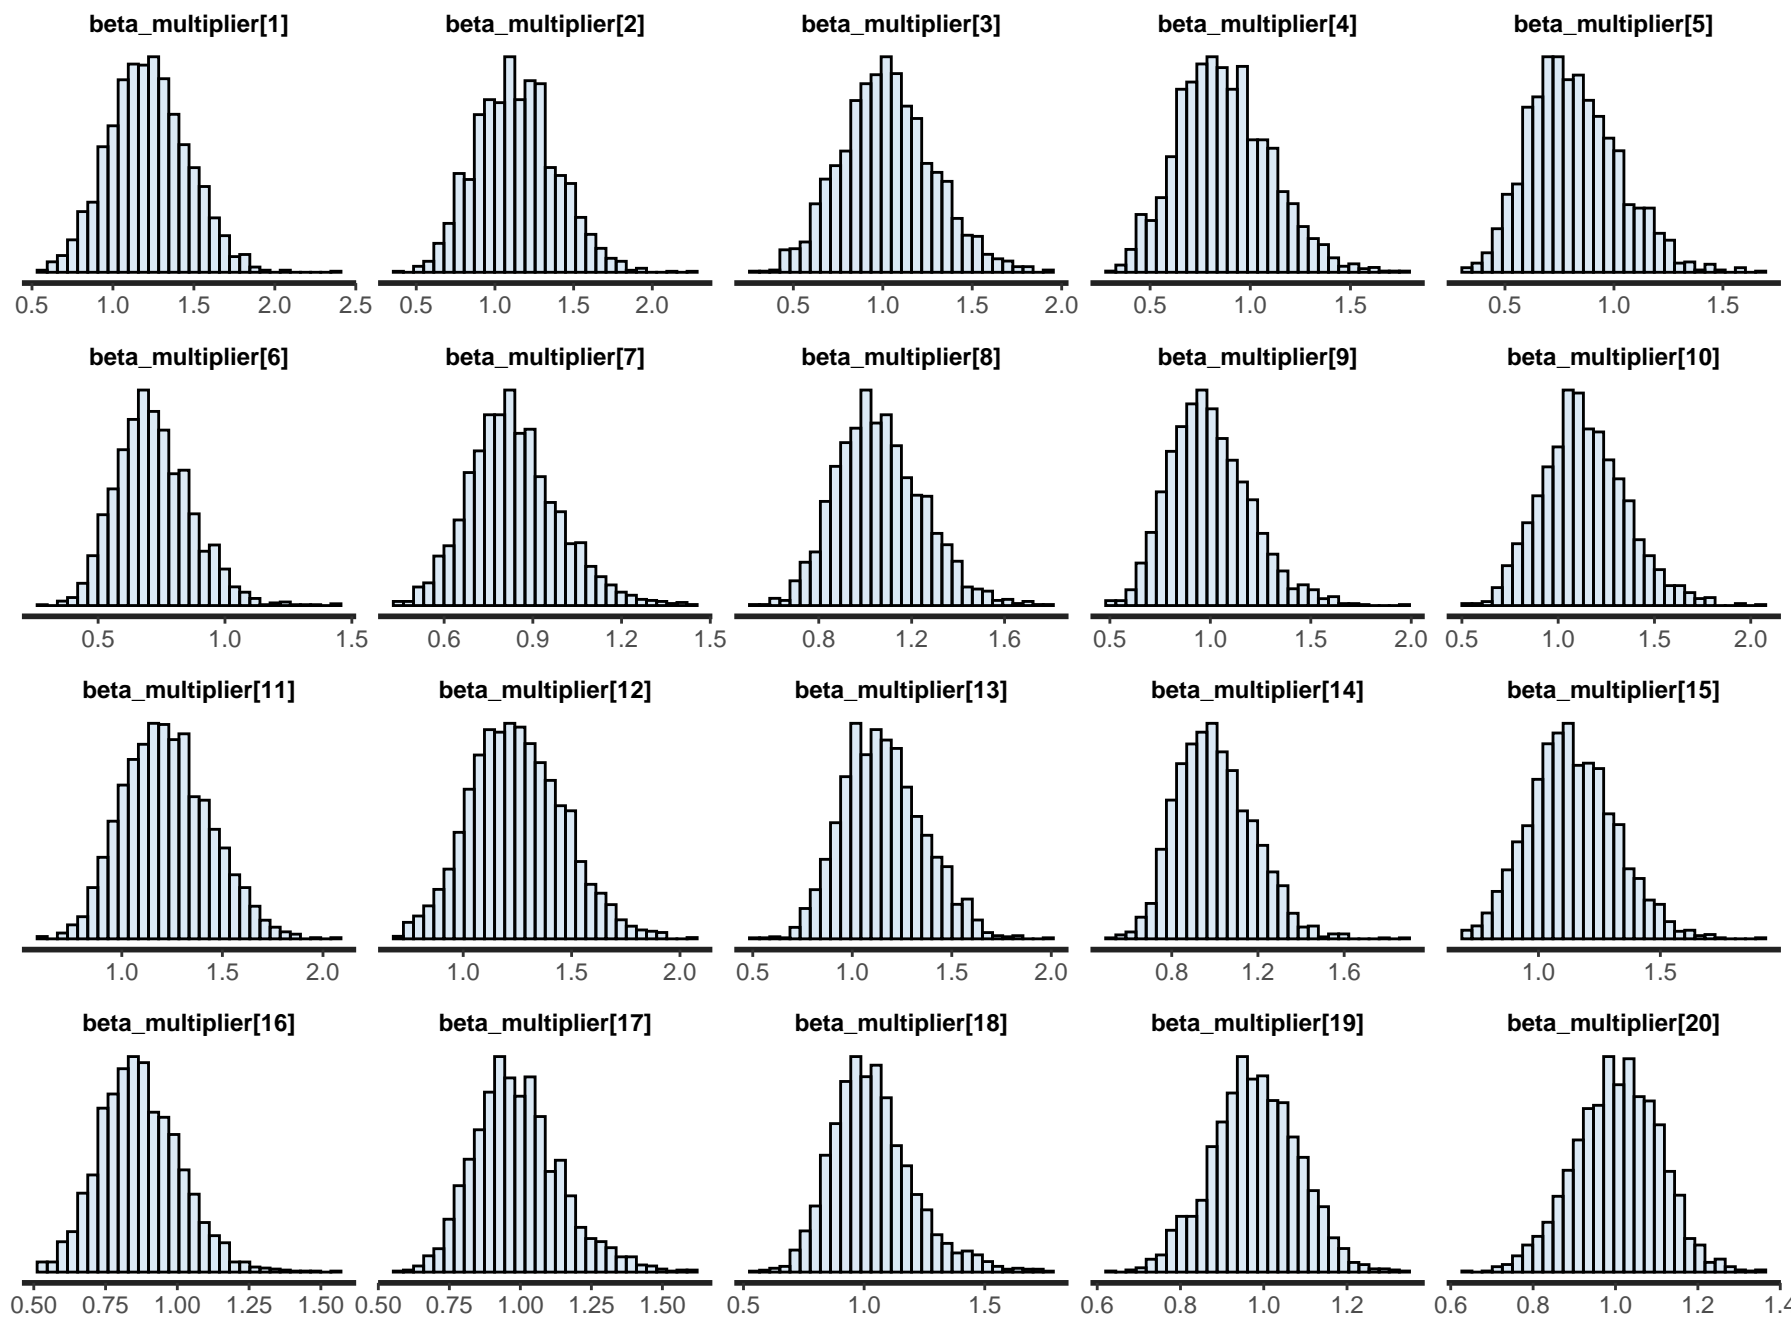 beta_multiplier[1] beta_multiplier[2] beta_multiplier[3] beta_multiplier[4] beta_multiplier[5]
0.5 1.0 1.5 2.0 2.5 0.5 1.0 1.5 2.0 0.5 1.0 1.5 2.0 0.5 1.0 1.5 0.5 1.0 1.5
beta_multiplier[6] beta_multiplier[7] beta_multiplier[8] beta_multiplier[9] beta_multiplier[10]
0.5 1.0 1.5 0.6 0.9 1.2 1.5 0.8 1.2 1.6 0.5 1.0 1.5 2.0 0.5 1.0 1.5 2.0
beta_multiplier[11] beta_multiplier[12] beta_multiplier[13] beta_multiplier[14] beta_multiplier[15]
1.0 1.5 2.0 1.0 1.5 2.0 0.5 1.0 1.5 2.0 0.8 1.2 1.6 1.0 1.5
beta_multiplier[16] beta_multiplier[17] beta_multiplier[18] beta_multiplier[19] beta_multiplier[20]
0.50 0.75 1.00 1.25 1.50 0.50 0.75 1.00 1.25 1.50 0.5 1.0 1.5 0.6 0.8 1.0 1.2 0.6 0.8 1.0 1.2 1.4